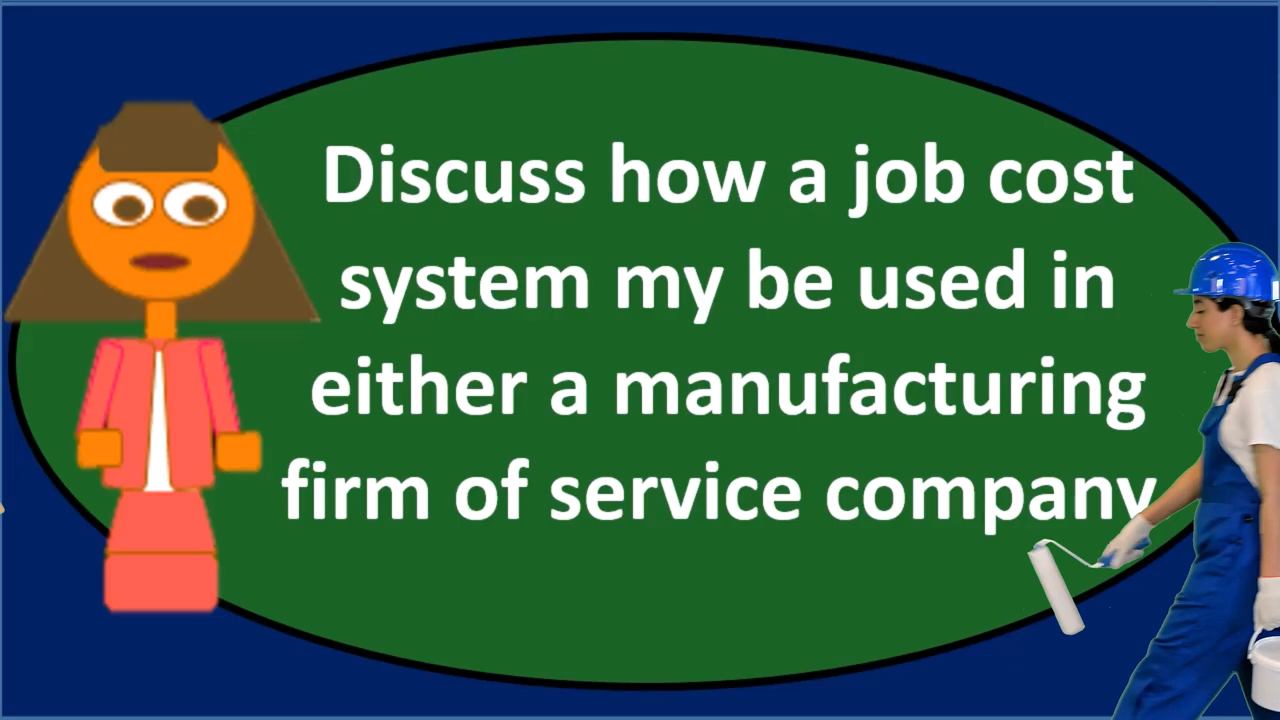 Discuss how a job cost
system my be used in
either a manufacturing
firm of service company